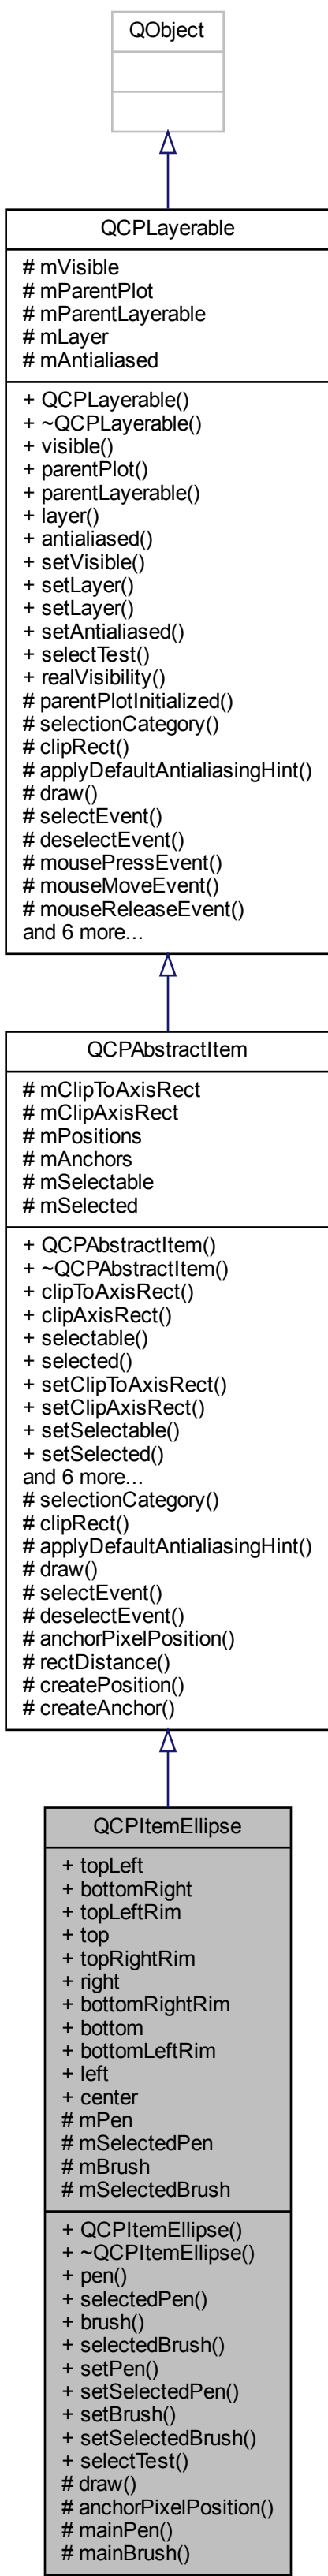 QObject
QCPLayerable
# mVisible
# mParentPlot
# mParentLayerable
# mLayer
# mAntialiased
+ QCPLayerable()
+ ~QCPLayerable()
+ visible()
+ parentPlot()
+ parentLayerable()
+ layer()
+ antialiased()
+ setVisible()
+ setLayer()
+ setLayer()
+ setAntialiased()
+ selectTest()
+ realVisibility()
# parentPlotInitialized()
# selectionCategory()
# clipRect()
# applyDefaultAntialiasingHint()
# draw()
# selectEvent()
# deselectEvent()
# mousePressEvent()
# mouseMoveEvent()
# mouseReleaseEvent()
and 6 more...
QCPAbstractItem
# mClipToAxisRect
# mClipAxisRect
# mPositions
# mAnchors
# mSelectable
# mSelected
+ QCPAbstractItem()
+ ~QCPAbstractItem()
+ clipToAxisRect()
+ clipAxisRect()
+ selectable()
+ selected()
+ setClipToAxisRect()
+ setClipAxisRect()
+ setSelectable()
+ setSelected()
and 6 more...
# selectionCategory()
# clipRect()
# applyDefaultAntialiasingHint()
# draw()
# selectEvent()
# deselectEvent()
# anchorPixelPosition()
# rectDistance()
# createPosition()
# createAnchor()
QCPItemEllipse
+ topLeft
+ bottomRight
+ topLeftRim
+ top
+ topRightRim
+ right
+ bottomRightRim
+ bottom
+ bottomLeftRim
+ left
+ center
# mPen
# mSelectedPen
# mBrush
# mSelectedBrush
+ QCPItemEllipse()
+ ~QCPItemEllipse()
+ pen()
+ selectedPen()
+ brush()
+ selectedBrush()
+ setPen()
+ setSelectedPen()
+ setBrush()
+ setSelectedBrush()
+ selectTest()
# draw()
# anchorPixelPosition()
# mainPen()
# mainBrush()